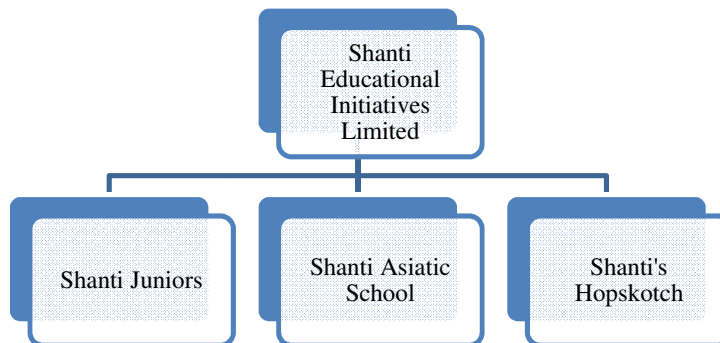 Shanti
Educational
Initiatives
Limited
Shanti Juniors
Shanti Asiatic
School
Shanti's
Hopskotch